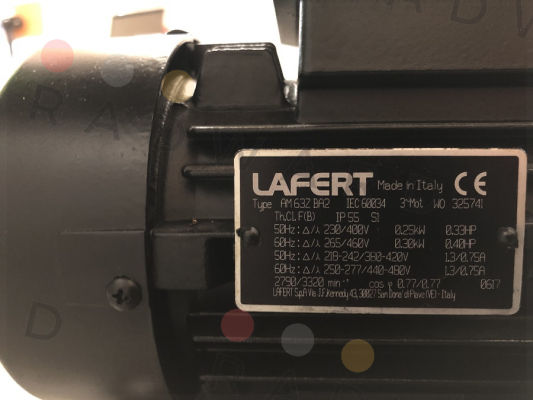 LAFERT Made in Italy CE
Type AM 63Z BA2 IEC 60034 3~Mot WO 325741
Th.Cl.F(B) IP 55 S1
50Hz: △/⅄ 230/400V 0.25kW 0.33HP
60Hz: △/⅄ 265/460V 0.30kW 0.40HP
50Hz: △/⅄ 218-242/380-420V 1.3/0.75A
60Hz: △/⅄ 250-277/440-480V 1.3/0.75A
2790/3320 min⁻¹ cos φ 0.77/0.77 0617
LAFERT S.p.A Via J.F.Kennedy 43, 30027 San Dona' di Piave (VE) - Italy